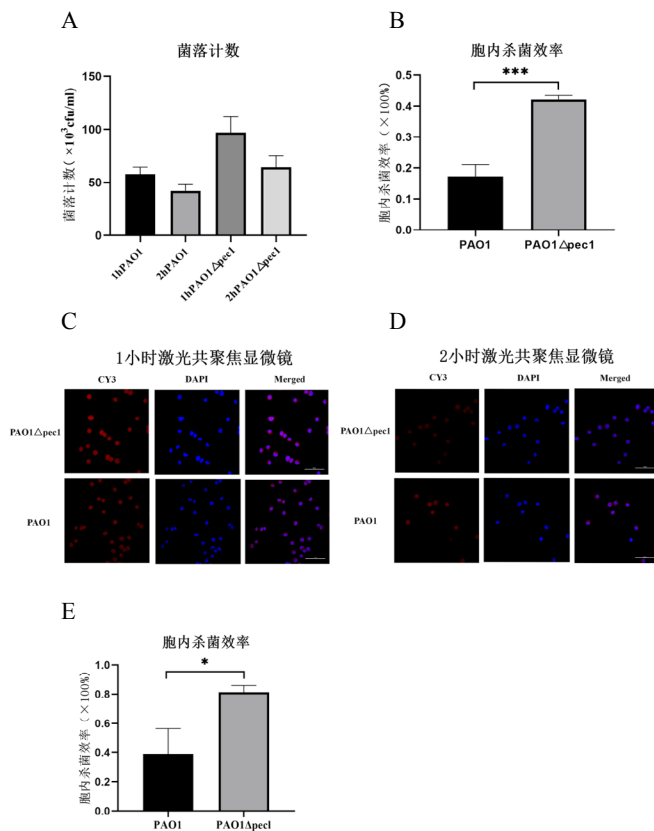 A
菌落计数
菌落计数(×10³cfu/ml)
150
100
50
0
1hPAO1
2hPAO1
1hPAO1△pec1
2hPAO1△pec1
B
胞内杀菌效率
胞内杀菌效率(×100%)
0.5
0.4
0.3
0.2
0.1
0.0
***
PAO1
PAO1△pec1
C
1小时激光共聚焦显微镜
CY3 DAPI Merged
PAO1△pec1
PAO1
D
2小时激光共聚焦显微镜
CY3 DAPI Merged
PAO1△pec1
PAO1
E
胞内杀菌效率
胞内杀菌效率(×100%)
1.0
0.8
0.6
0.4
0.2
0.0
*
PAO1
PAO1Δpecl